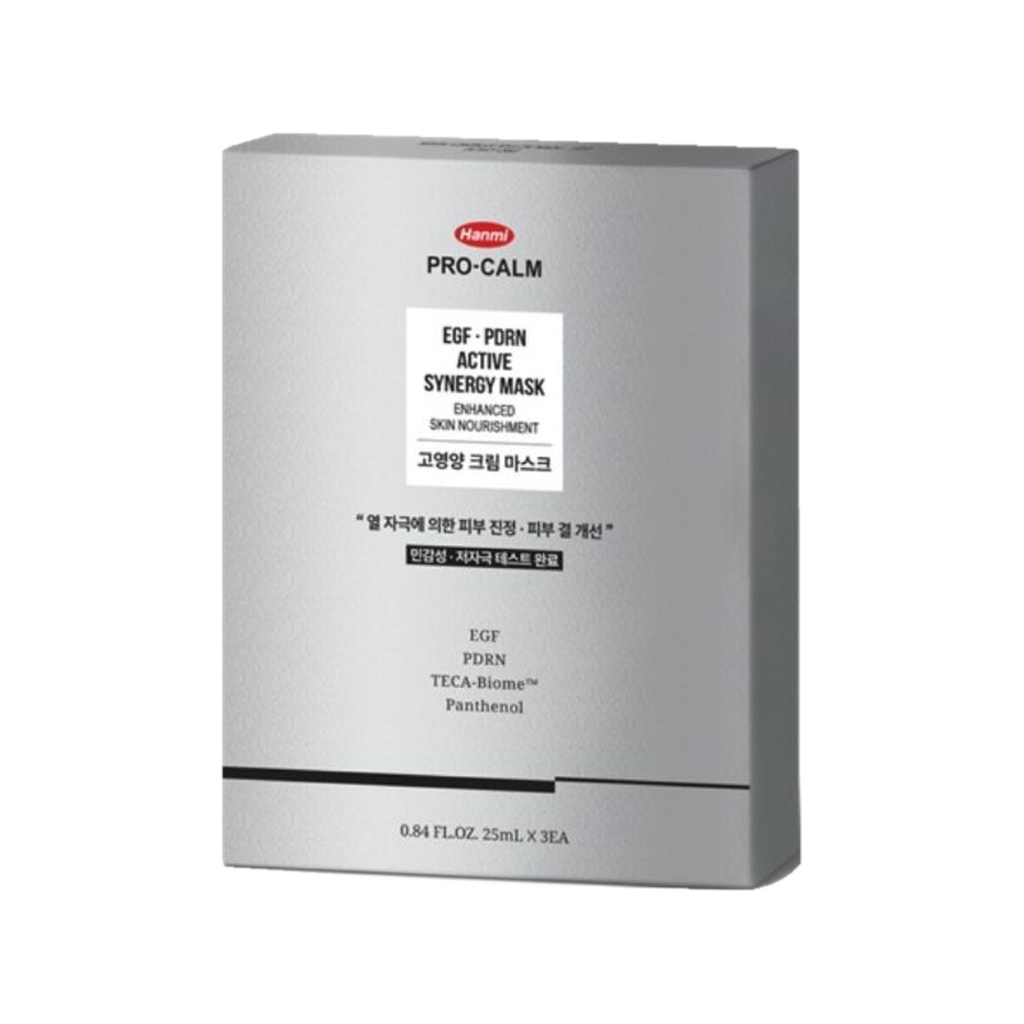 Hanmi
PRO-CALM
EGF · PDRN
ACTIVE
SYNERGY MASK
ENHANCED
SKIN NOURISHMENT
고영양 크림 마스크
“ 열 자극에 의한 피부 진정 · 피부 결 개선 ”
민감성 · 저자극 테스트 완료
EGF
PDRN
TECA-Biome™
Panthenol
0.84 FL.OZ. 25mL X 3EA